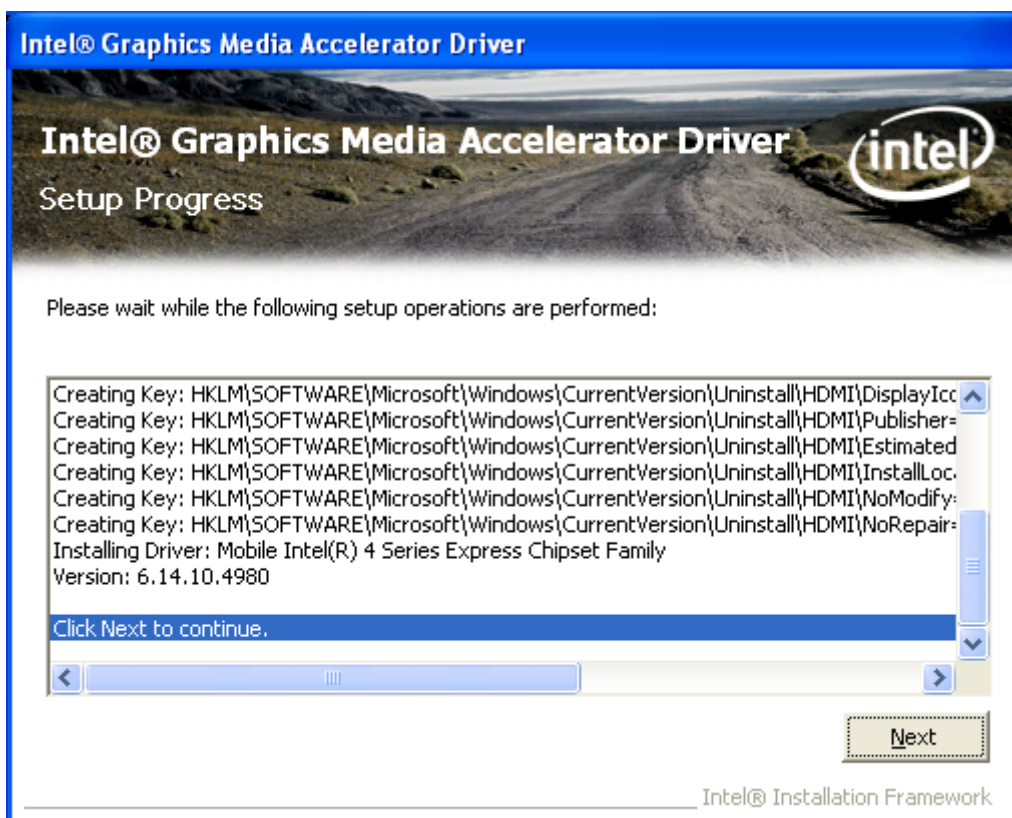 Intel® Graphics Media Accelerator Driver
Intel® Graphics Media Accelerator Driver
intel
Setup Progress
Please wait while the following setup operations are performed:
Creating Key: HKLM\SOFTWARE\Microsoft\Windows\CurrentVersion\Uninstall\HDMI\DisplayIco
Creating Key: HKLM\SOFTWARE\Microsoft\Windows\CurrentVersion\Uninstall\HDMI\Publisher=
Creating Key: HKLM\SOFTWARE\Microsoft\Windows\CurrentVersion\Uninstall\HDMI\Estimated
Creating Key: HKLM\SOFTWARE\Microsoft\Windows\CurrentVersion\Uninstall\HDMI\InstallLoc
Creating Key: HKLM\SOFTWARE\Microsoft\Windows\CurrentVersion\Uninstall\HDMI\NoModify=
Creating Key: HKLM\SOFTWARE\Microsoft\Windows\CurrentVersion\Uninstall\HDMI\NoRepair=
Installing Driver: Mobile Intel(R) 4 Series Express Chipset Family
Version: 6.14.10.4980
Click Next to continue.
Next
Intel® Installation Framework